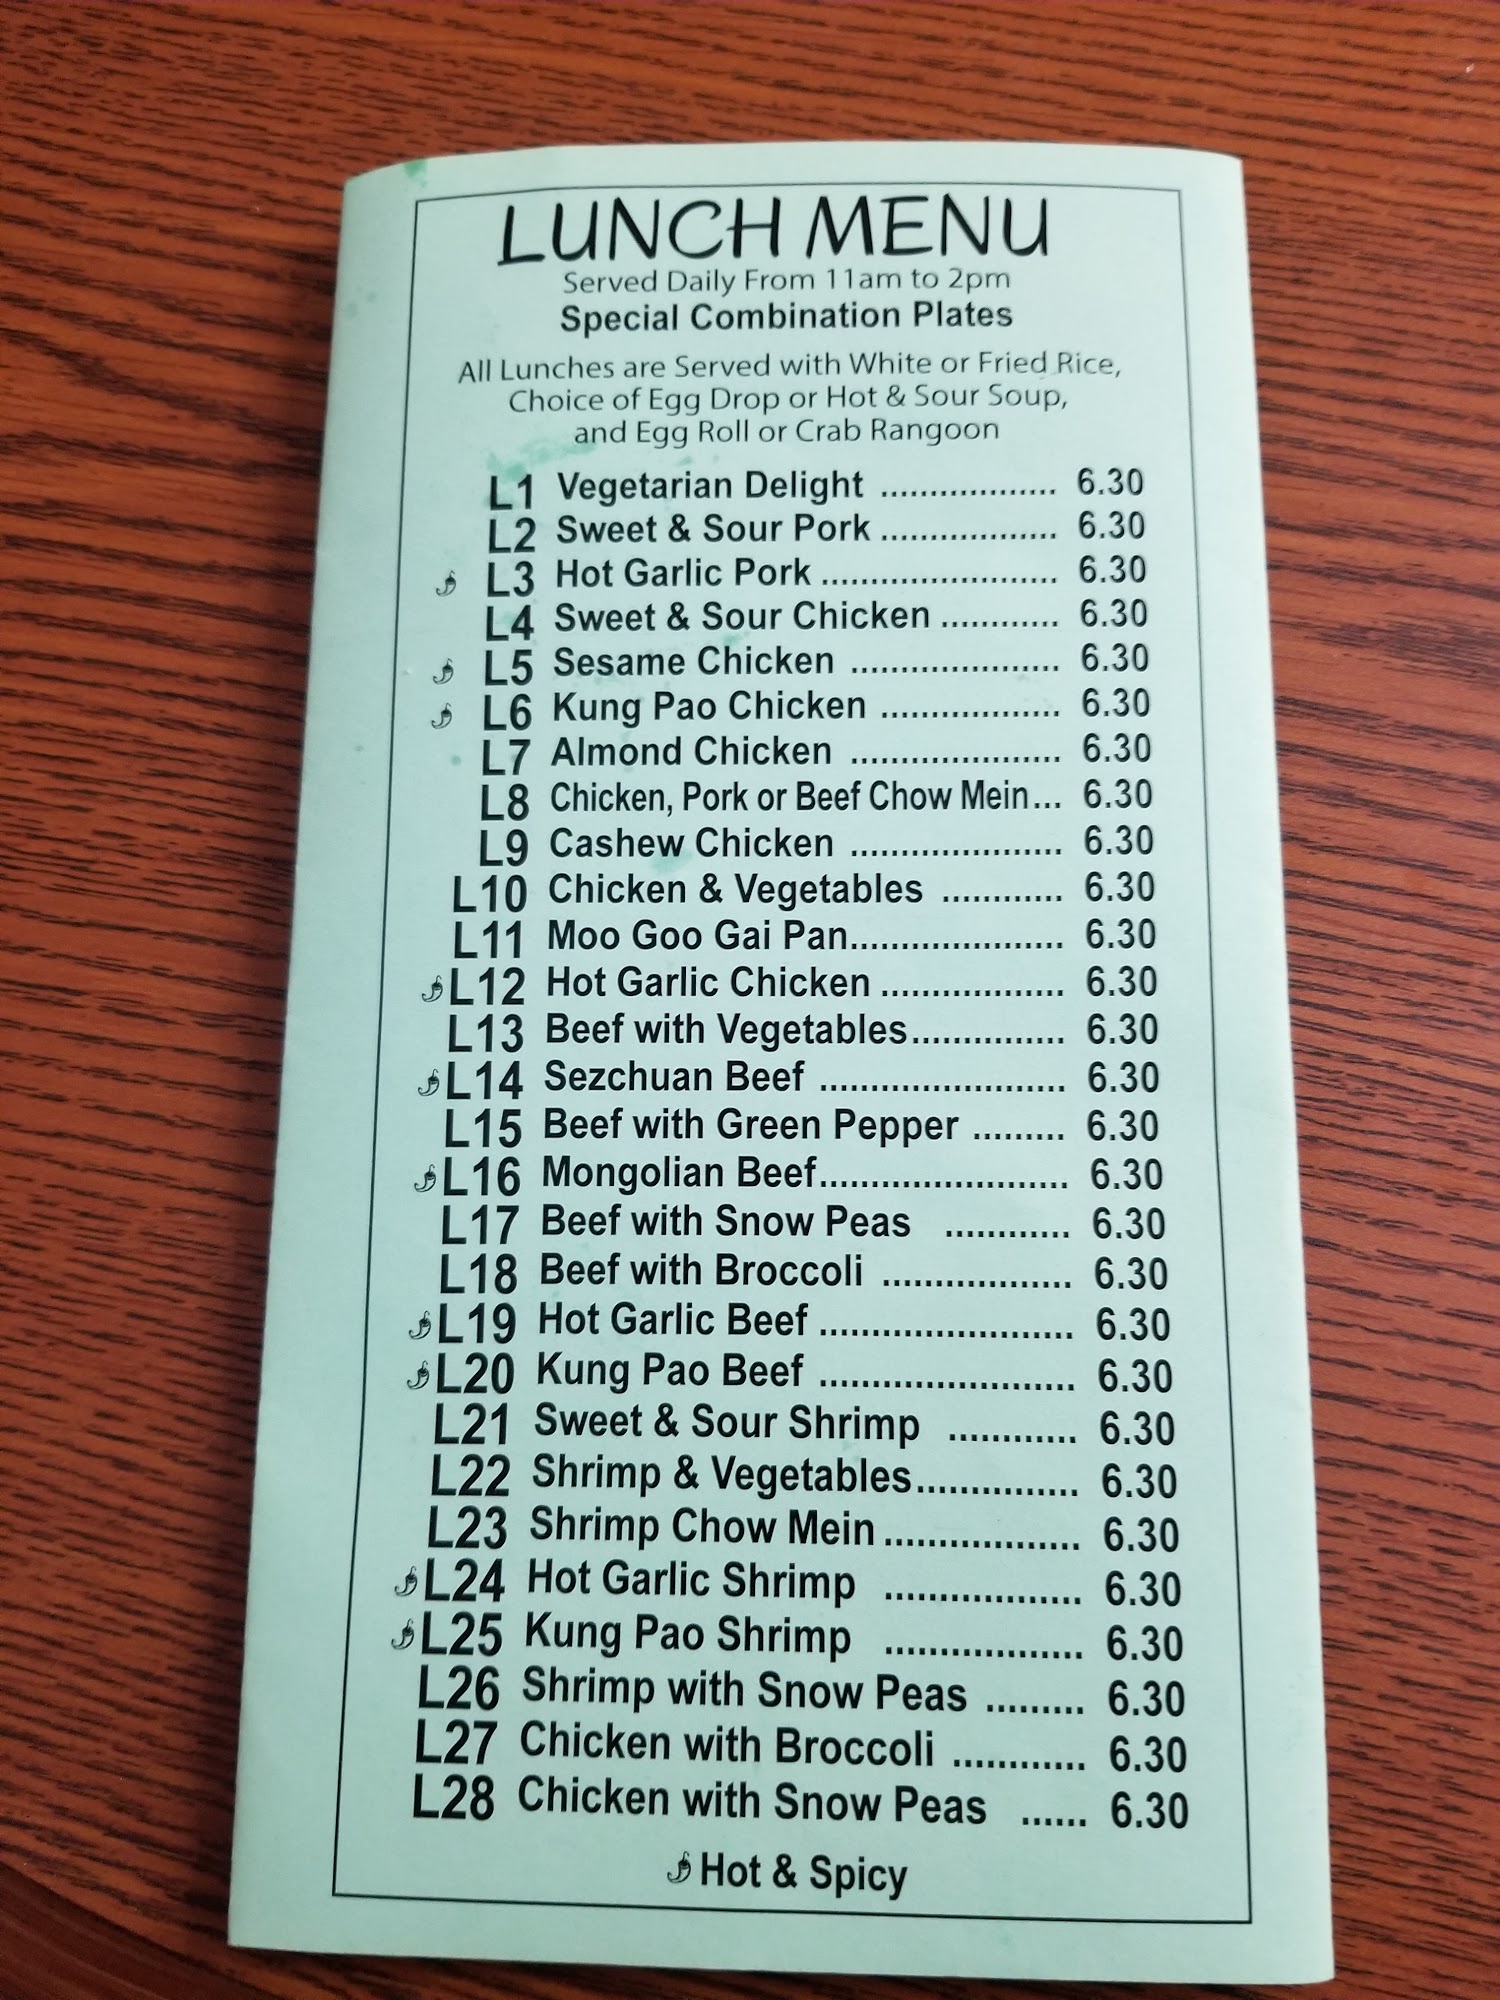 LUNCH MENU
Served Daily From 11am to 2pm
Special Combination Plates
All Lunches are Served with White or Fried Rice,
Choice of Egg Drop or Hot & Sour Soup,
and Egg Roll or Crab Rangoon
L1 Vegetarian Delight .................. 6.30
L2 Sweet & Sour Pork .................. 6.30
L3 Hot Garlic Pork ........................ 6.30
L4 Sweet & Sour Chicken ............ 6.30
L5 Sesame Chicken ..................... 6.30
L6 Kung Pao Chicken .................. 6.30
L7 Almond Chicken ..................... 6.30
L8 Chicken, Pork or Beef Chow Mein... 6.30
L9 Cashew Chicken ..................... 6.30
L10 Chicken & Vegetables ............ 6.30
L11 Moo Goo Gai Pan..................... 6.30
L12 Hot Garlic Chicken .................. 6.30
L13 Beef with Vegetables............... 6.30
L14 Sezchuan Beef ........................ 6.30
L15 Beef with Green Pepper ......... 6.30
L16 Mongolian Beef........................ 6.30
L17 Beef with Snow Peas ............ 6.30
L18 Beef with Broccoli .................. 6.30
L19 Hot Garlic Beef ........................ 6.30
L20 Kung Pao Beef ........................ 6.30
L21 Sweet & Sour Shrimp ............ 6.30
L22 Shrimp & Vegetables............... 6.30
L23 Shrimp Chow Mein .................. 6.30
L24 Hot Garlic Shrimp .................. 6.30
L25 Kung Pao Shrimp .................. 6.30
L26 Shrimp with Snow Peas ......... 6.30
L27 Chicken with Broccoli ............ 6.30
L28 Chicken with Snow Peas ...... 6.30
Hot & Spicy